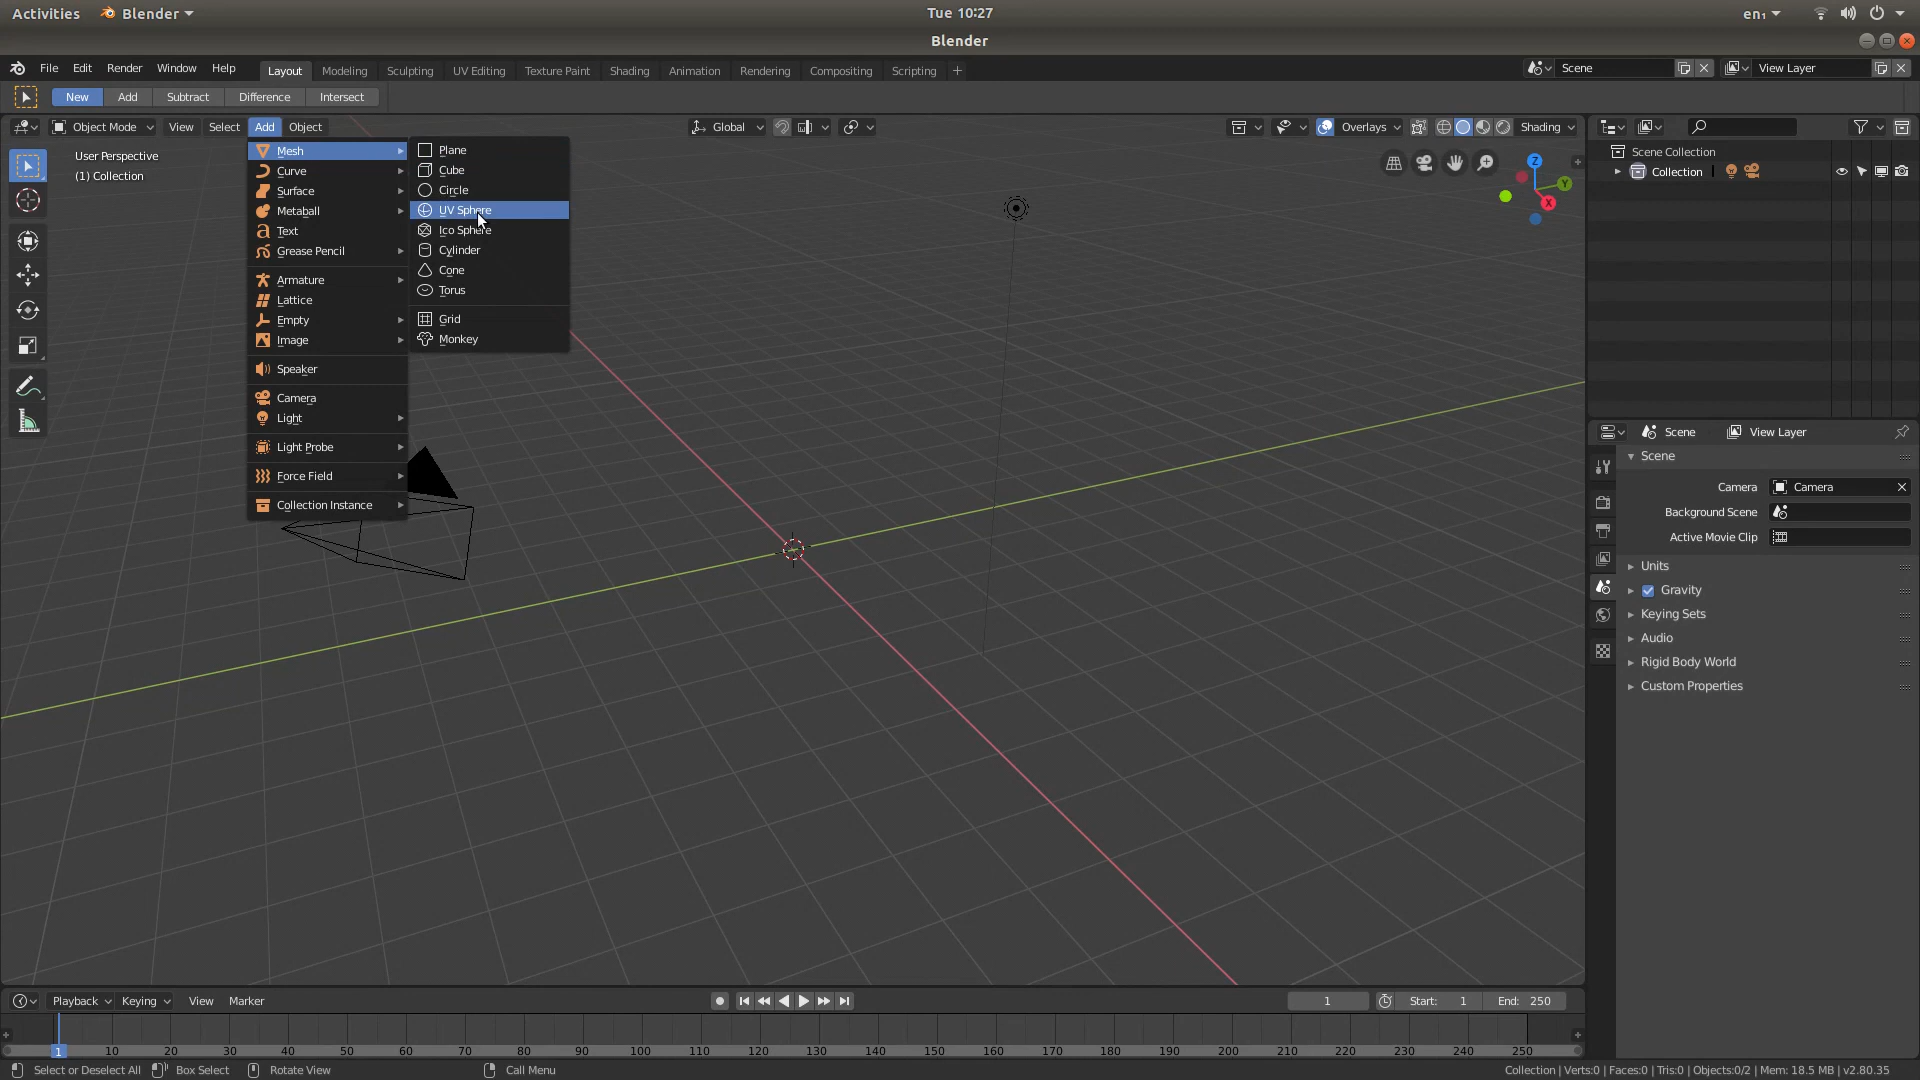 Activities Blender Tue 10:27 en₁
Blender
File Edit Render Window Help Layout Modeling Sculpting UV Editing Texture Paint Shading Animation Rendering Compositing Scripting + Scene View Layer
New Add Subtract Difference Intersect
Object Mode View Select Add Object Global Overlays Shading
User Perspective
(1) Collection
Mesh
Curve
Surface
Metaball
Text
Grease Pencil
Armature
Lattice
Empty
Image
Speaker
Camera
Light
Light Probe
Force Field
Collection Instance
Plane
Cube
Circle
UV Sphere
Ico Sphere
Cylinder
Cone
Torus
Grid
Monkey
Z
Y
X
Scene Collection
Collection
Scene View Layer
Scene
Camera Camera
Background Scene
Active Movie Clip
Units
Gravity
Keying Sets
Audio
Rigid Body World
Custom Properties
Playback Keying View Marker 1 Start: 1 End: 250
1 10 20 30 40 50 60 70 80 90 100 110 120 130 140 150 160 170 180 190 200 210 220 230 240 250
Select or Deselect All Box Select Rotate View Call Menu Collection | Verts:0 | Faces:0 | Tris:0 | Objects:0/2 | Mem: 18.5 MB | v2.80.35